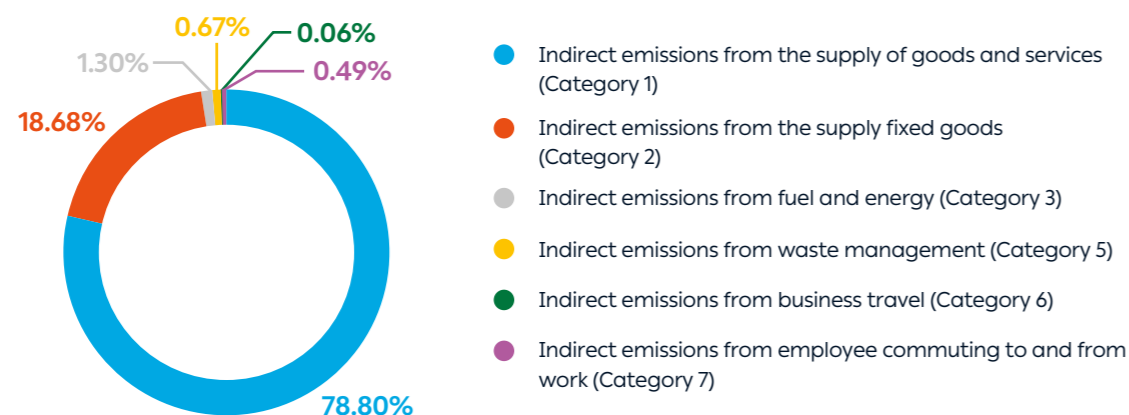 0.67%
0.06%
1.30%
0.49%
18.68%
78.80%
Indirect emissions from the supply of goods and services
(Category 1)
Indirect emissions from the supply fixed goods
(Category 2)
Indirect emissions from fuel and energy (Category 3)
Indirect emissions from waste management (Category 5)
Indirect emissions from business travel (Category 6)
Indirect emissions from employee commuting to and from
work (Category 7)